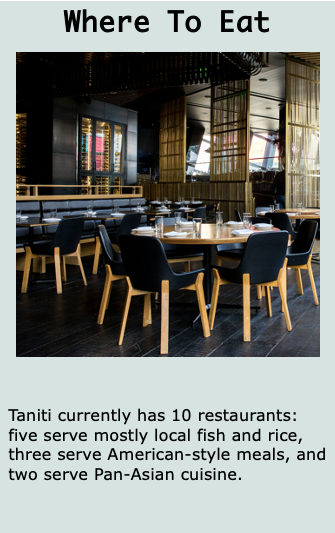 Where To Eat
Taniti currently has 10 restaurants:
five serve mostly local fish and rice,
three serve American-style meals, and
two serve Pan-Asian cuisine.